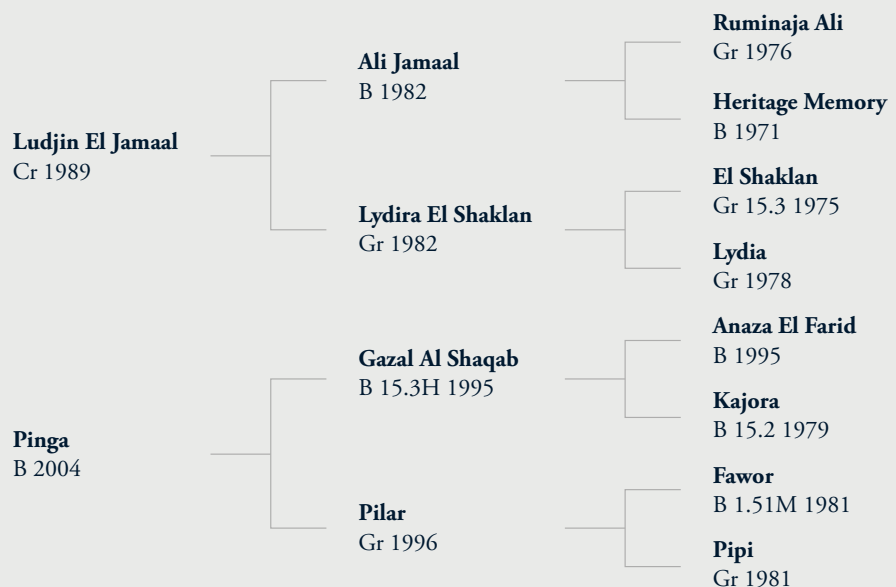 Ludjin El Jamaal
Cr 1989
Ali Jamaal
B 1982
Ruminaja Ali
Gr 1976
Heritage Memory
B 1971
Lydira El Shaklan
Gr 1982
El Shaklan
Gr 15.3 1975
Lydia
Gr 1978
Pinga
B 2004
Gazal Al Shaqab
B 15.3H 1995
Anaza El Farid
B 1995
Kajora
B 15.2 1979
Pilar
Gr 1996
Fawor
B 1.51M 1981
Pipi
Gr 1981